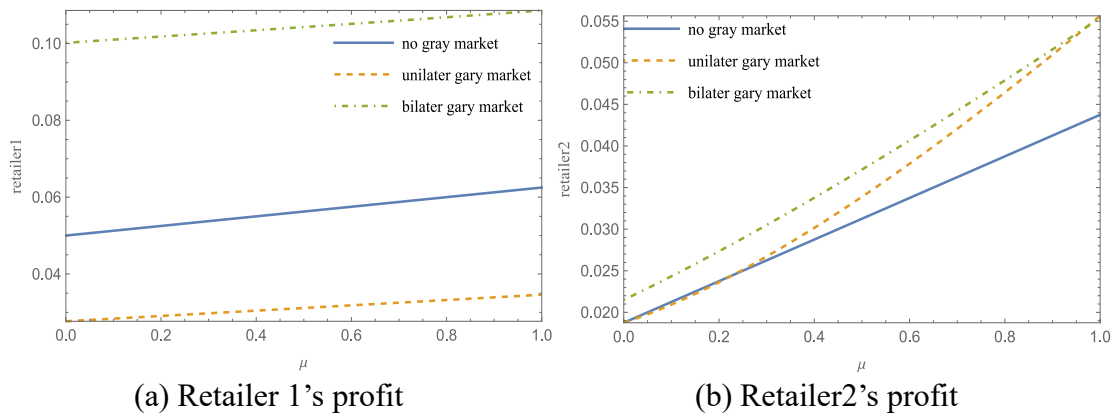 0.10
0.08
0.06
0.04
0.0 0.2 0.4 0.6 0.8 1.0
retailer1
μ
no gray market
unilater gary market
bilater gary market
(a) Retailer 1’s profit
0.055
0.050
0.045
0.040
0.035
0.030
0.025
0.020
0.0 0.2 0.4 0.6 0.8 1.0
retailer2
μ
no gray market
unilater gary market
bilater gary market
(b) Retailer2’s profit